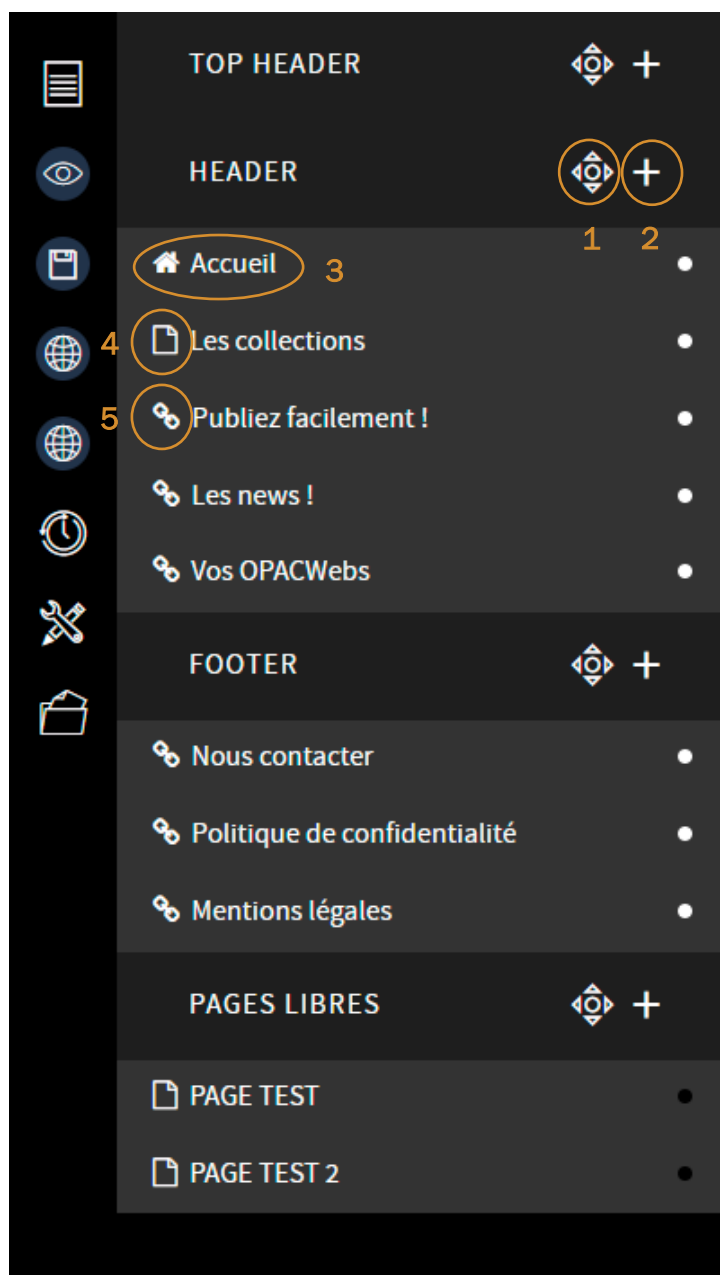 TOP HEADER
HEADER
1 2
Accueil 3
4 Les collections
5 Publiez facilement !
Les news !
Vos OPACWebs
FOOTER
Nous contacter
Politique de confidentialité
Mentions légales
PAGES LIBRES
PAGE TEST
PAGE TEST 2